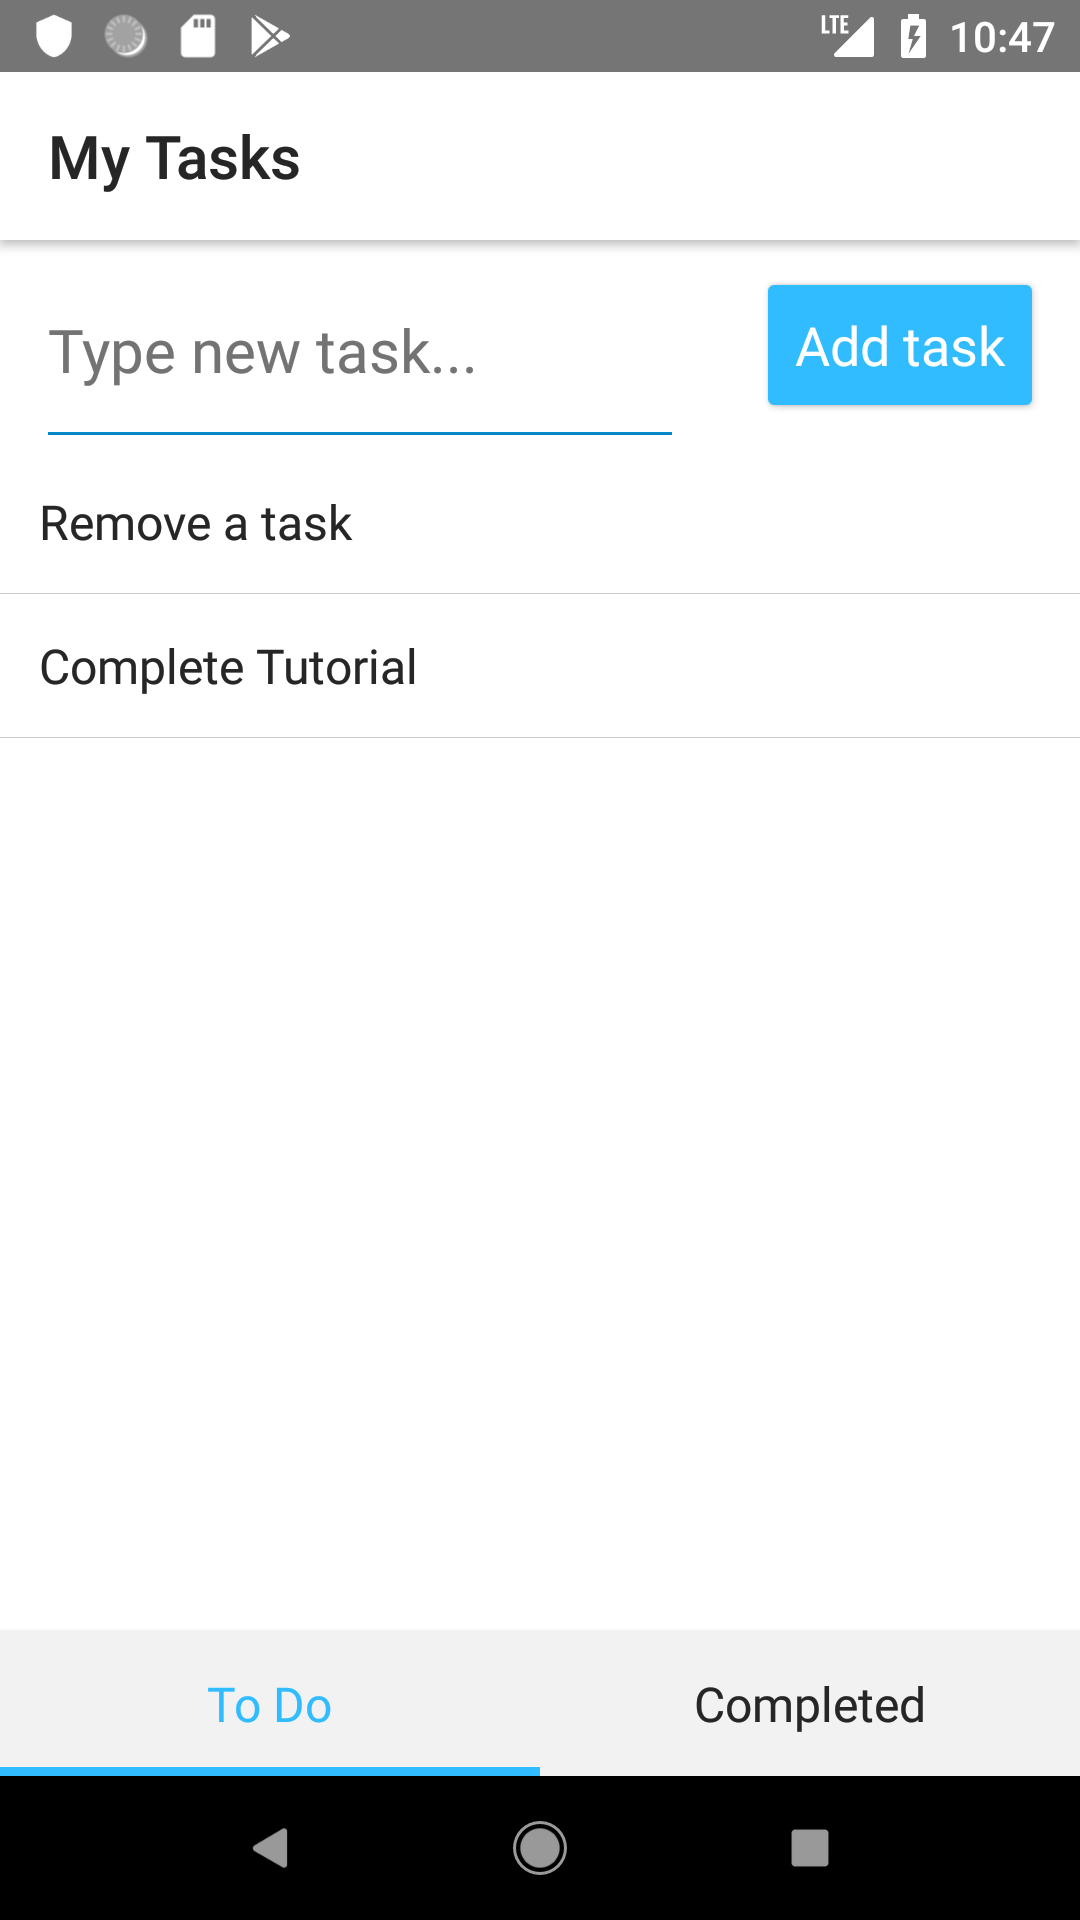 LTE 10:47
My Tasks
Type new task...
Add task
Remove a task
Complete Tutorial
To Do
Completed